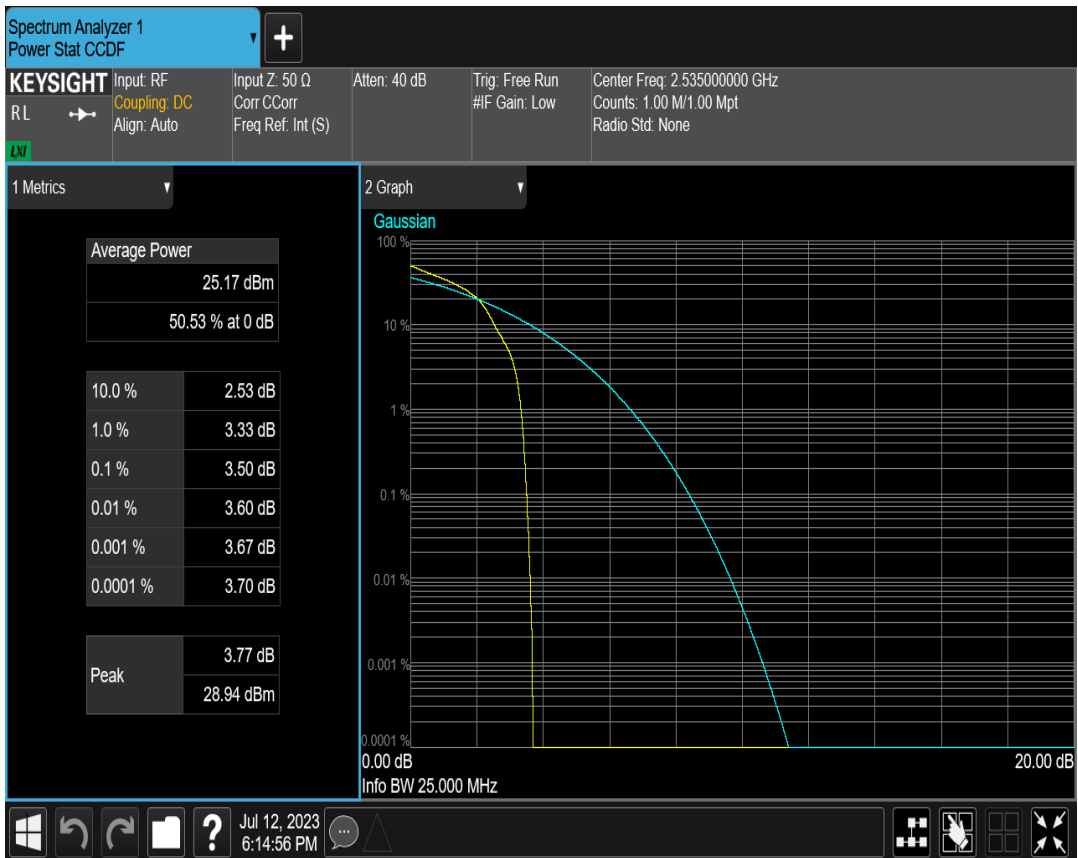 Spectrum Analyzer 1
Power Stat CCDF
KEYSIGHT
RL
LXI
Input: RF
Coupling: DC
Align: Auto
Input Z: 50 Ω
Corr CCorr
Freq Ref: Int (S)
Atten: 40 dB
Trig: Free Run
#IF Gain: Low
Center Freq: 2.535000000 GHz
Counts: 1.00 M/1.00 Mpt
Radio Std: None
1 Metrics
Average Power
25.17 dBm
50.53 % at 0 dB
10.0 % 2.53 dB
1.0 % 3.33 dB
0.1 % 3.50 dB
0.01 % 3.60 dB
0.001 % 3.67 dB
0.0001 % 3.70 dB
Peak
3.77 dB
28.94 dBm
2 Graph
Gaussian
100 %
10 %
1 %
0.1 %
0.01 %
0.001 %
0.0001 %
0.00 dB 20.00 dB
Info BW 25.000 MHz
Jul 12, 2023
6:14:56 PM